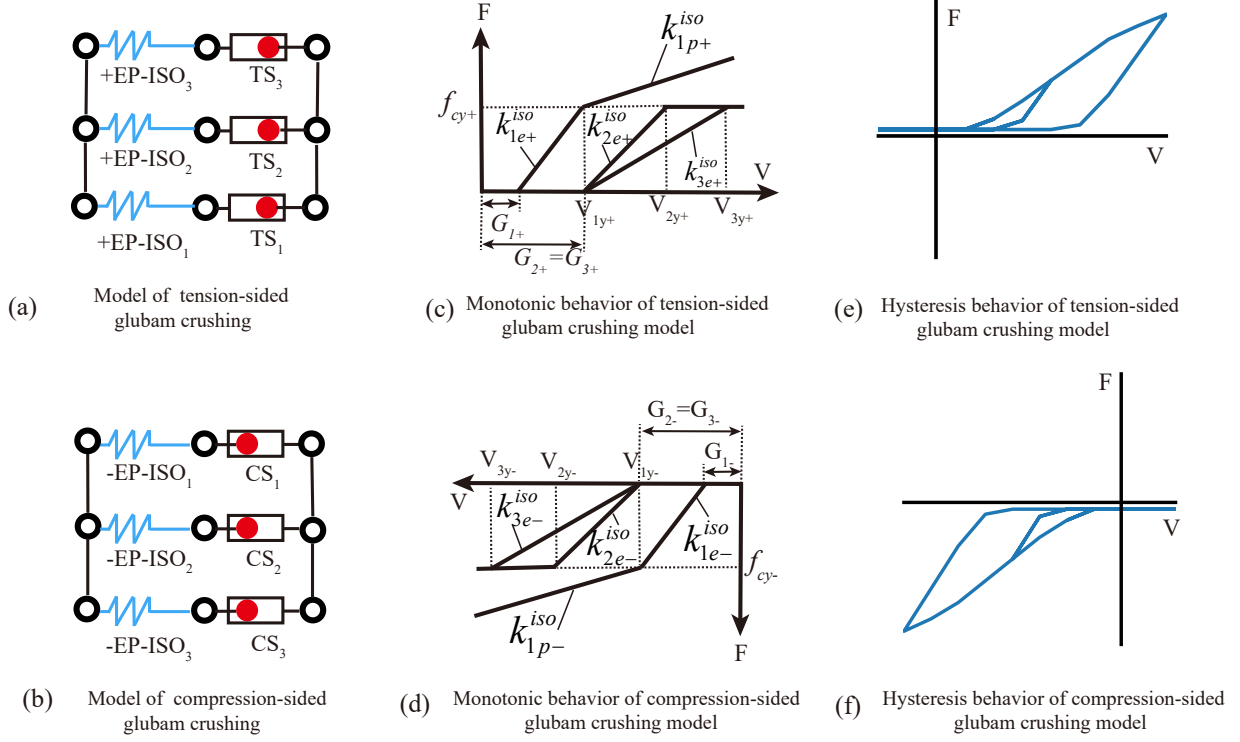 +EP-ISO3
TS3
+EP-ISO2
TS2
+EP-ISO1
TS1
(a)
Model of tension-sided
glubam crushing
F
k1p+^iso
fcy+
k1e+^iso
k2e+^iso
k3e+^iso
V
V1y+
V2y+
V3y+
G1+
G2+=G3+
(c)
Monotonic behavior of tension-sided
glubam crushing model
F
V
(e)
Hysteresis behavior of tension-sided
glubam crushing model
-EP-ISO1
CS1
-EP-ISO2
CS2
-EP-ISO3
CS3
(b)
Model of compression-sided
glubam crushing
G2-=G3-
G1-
V3y-
V2y-
V1y-
V
k3e-^iso
k2e-^iso
k1e-^iso
fcy-
k1p-^iso
F
(d)
Monotonic behavior of compression-sided
glubam crushing model
F
V
(f)
Hysteresis behavior of compression-sided
glubam crushing model